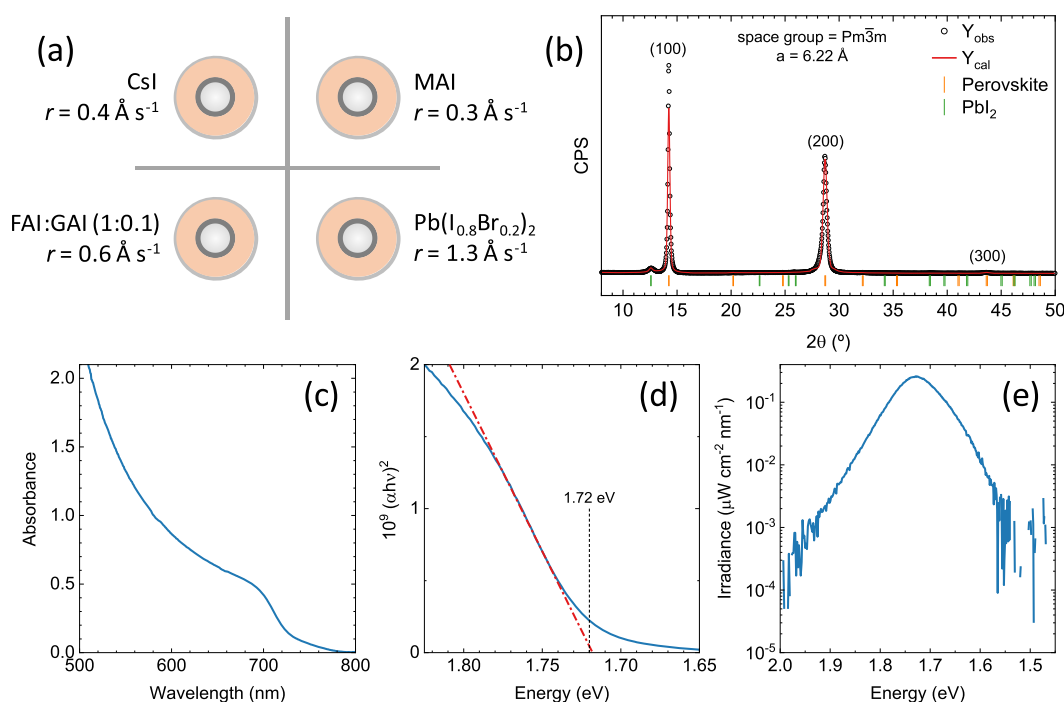 (a)
CsI
r = 0.4 Å s⁻¹
MAI
r = 0.3 Å s⁻¹
FAI:GAI (1:0.1)
r = 0.6 Å s⁻¹
Pb(I₀.₈Br₀.₂)₂
r = 1.3 Å s⁻¹
(b)
(100)
space group = Pm3̅m
a = 6.22 Å
Yobs
Ycal
Perovskite
PbI₂
(200)
(300)
CPS
10 15 20 25 30 35 40 45 50
2θ (º)
(c)
2.0
1.5
1.0
0.5
0.0
Absorbance
500 600 700 800
Wavelength (nm)
(d)
2
1
0
10⁹ (αhν)²
1.72 eV
1.80 1.75 1.70 1.65
Energy (eV)
(e)
10⁻¹
10⁻²
10⁻³
10⁻⁴
10⁻⁵
Irradiance (μW cm⁻² nm⁻¹)
2.0 1.9 1.8 1.7 1.6 1.5
Energy (eV)